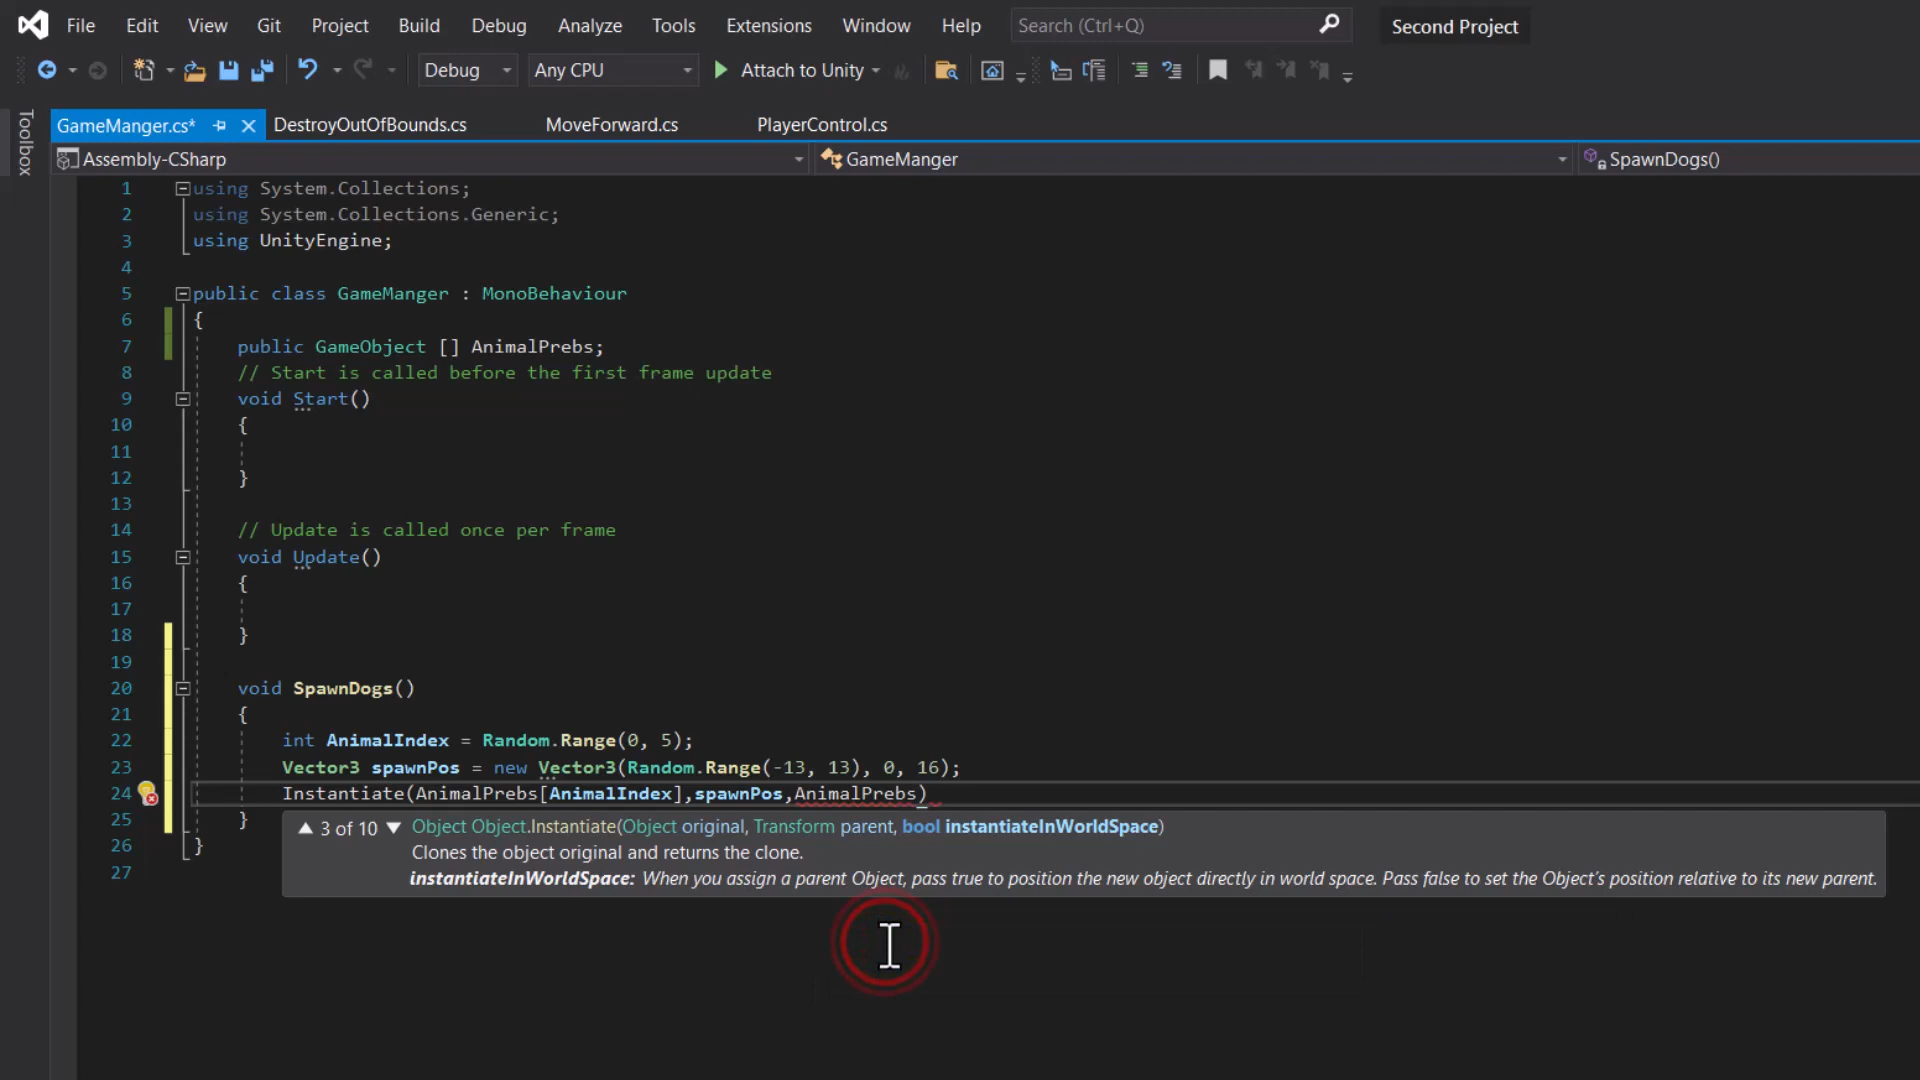 File Edit View Git Project Build Debug Analyze Tools Extensions Window Help Search (Ctrl+Q) Second Project
Debug Any CPU Attach to Unity
Toolbox
GameManger.cs* DestroyOutOfBounds.cs MoveForward.cs PlayerControl.cs
Assembly-CSharp GameManger SpawnDogs()
1 using System.Collections;
2 using System.Collections.Generic;
3 using UnityEngine;
4
5 public class GameManger : MonoBehaviour
6 {
7 public GameObject [] AnimalPrebs;
8 // Start is called before the first frame update
9 void Start()
10 {
11
12 }
13
14 // Update is called once per frame
15 void Update()
16 {
17
18 }
19
20 void SpawnDogs()
21 {
22 int AnimalIndex = Random.Range(0, 5);
23 Vector3 spawnPos = new Vector3(Random.Range(-13, 13), 0, 16);
24 Instantiate(AnimalPrebs[AnimalIndex],spawnPos,AnimalPrebs)
25 }
▲ 3 of 10 ▼ Object Object.Instantiate(Object original, Transform parent, bool instantiateInWorldSpace)
26 }
Clones the object original and returns the clone.
27
instantiateInWorldSpace: When you assign a parent Object, pass true to position the new object directly in world space. Pass false to set the Object's position relative to its new parent.